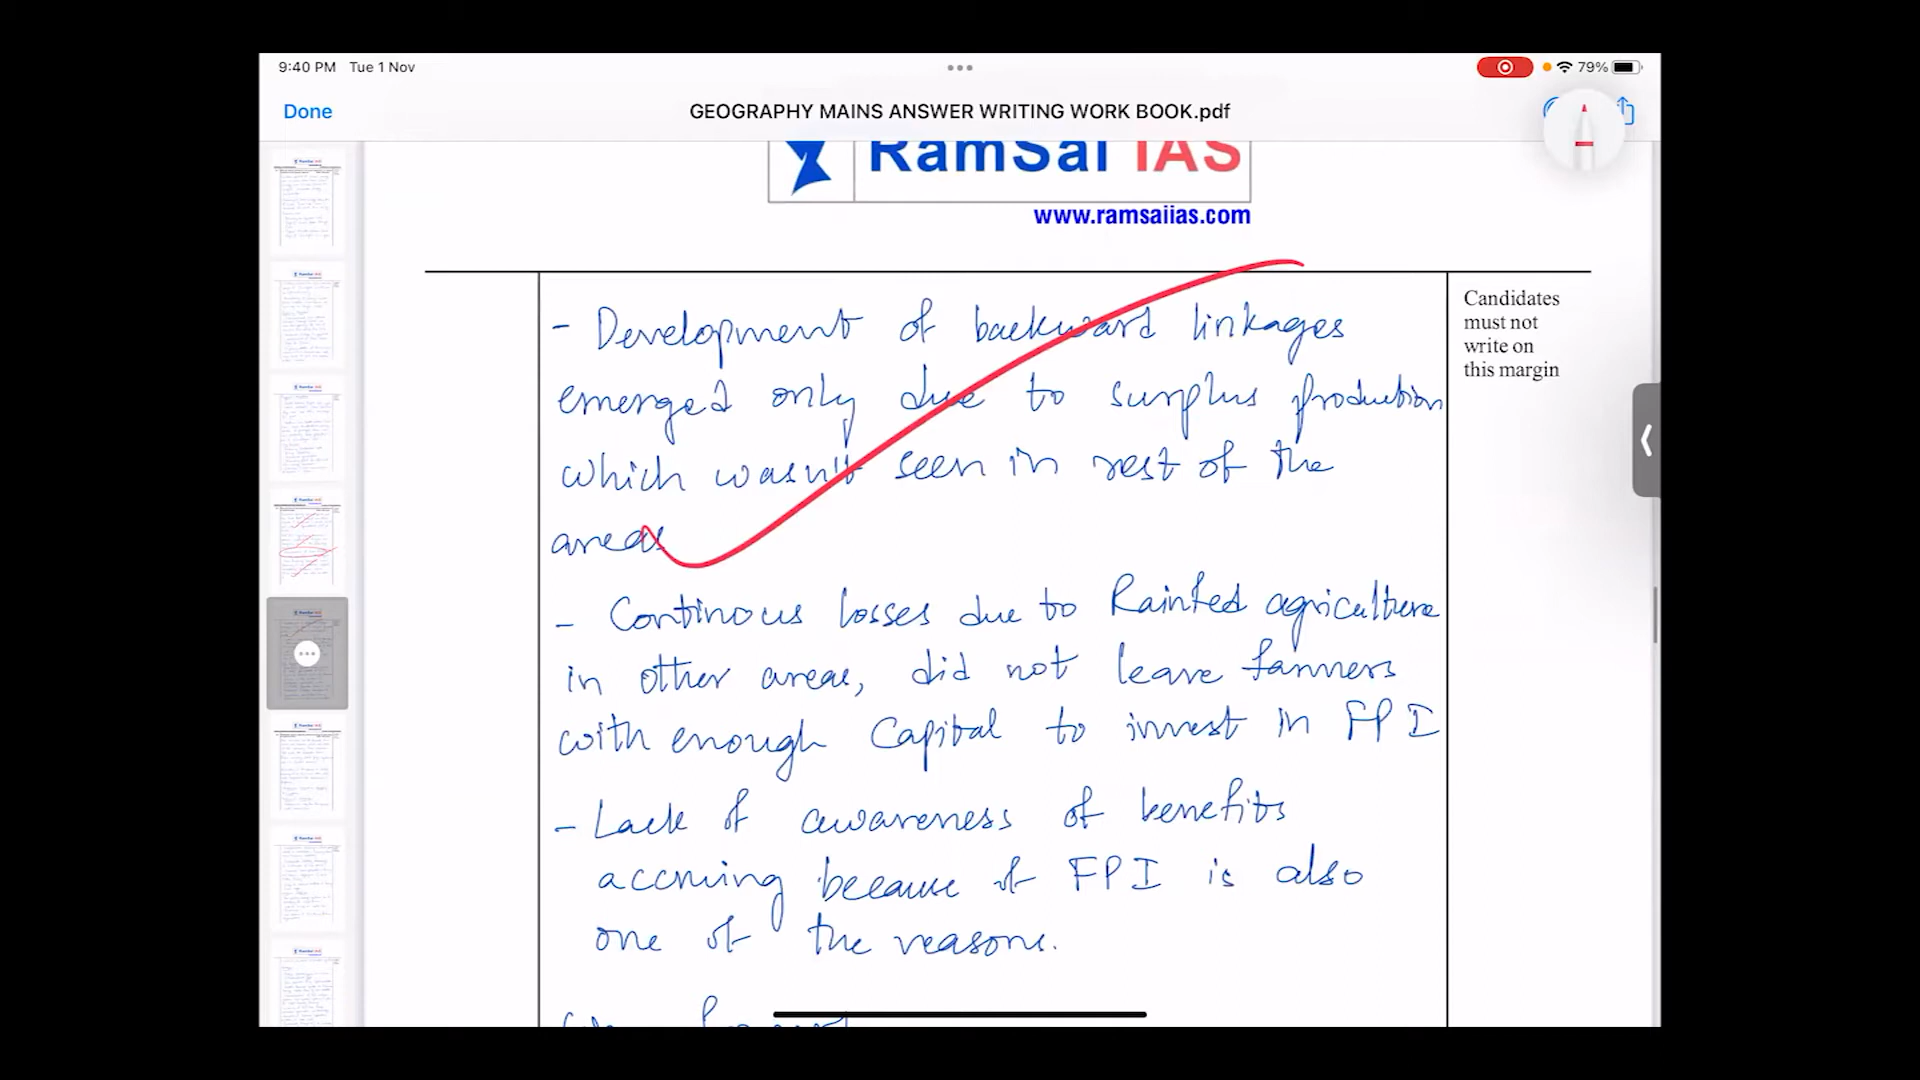 9:40 PM Tue 1 Nov
79%
Done
GEOGRAPHY MAINS ANSWER WRITING WORK BOOK.pdf
RamSai IAS
www.ramsaiias.com
Candidates
must not
write on
this margin
- Development of backward linkages
emerged only due to surplus production
which wasn't seen in rest of the
areas
- Continous losses due to Rainfed agriculture
in other areas, did not leave farmers
with enough Capital to invest in FPI
- Lack of awareness of benefits
accruing because of FPI is also
one of the reasons.